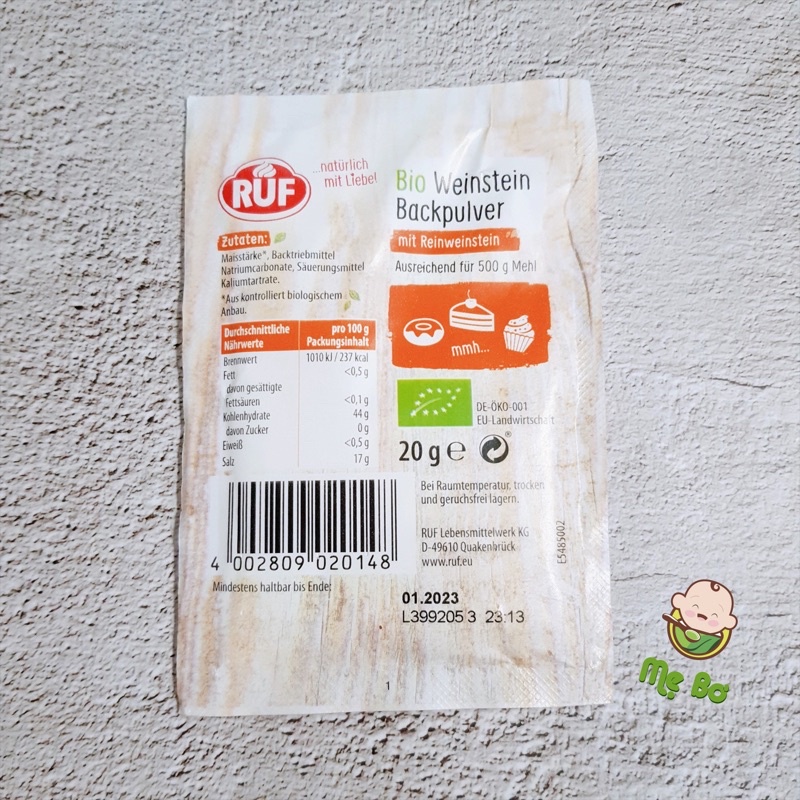 RUF
...natürlich
mit Liebe!
Zutaten:
Maisstärke*, Backtriebmittel
Natriumcarbonate, Säuerungsmittel
Kaliumtartrate.
*Aus kontrolliert biologischem
Anbau.
Durchschnittliche pro 100 g
Nährwerte Packungsinhalt
Brennwert 1010 kJ / 237 kcal
Fett <0,5 g
davon gesättigte
Fettsäuren <0,1 g
Kohlenhydrate 44 g
davon Zucker 0 g
Eiweiß <0,5 g
Salz 17 g
4 002809 020148
Mindestens haltbar bis Ende:
Bio Weinstein
Backpulver
mit Reinweinstein
Ausreichend für 500 g Mehl
mmh...
DE-ÖKO-001
EU-Landwirtschaft
20 g e
®
Bei Raumtemperatur, trocken
und geruchsfrei lagern.
RUF Lebensmittelwerk KG
D-49610 Quakenbrück
www.ruf.eu
E5485002
01.2023
L399205 3 23:13
1
Mẹ Bơ